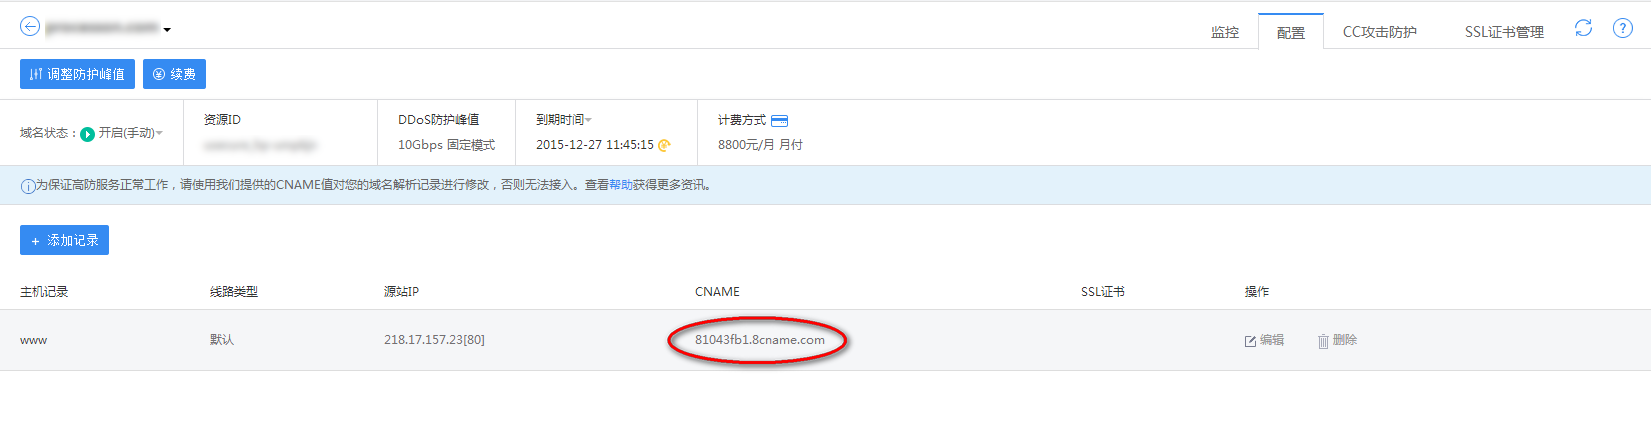 监控 配置 CC攻击防护 SSL证书管理
调整防护峰值 续费
域名状态： 开启(手动)
资源ID
DDoS防护峰值
10Gbps 固定模式
到期时间
2015-12-27 11:45:15
计费方式
8800元/月 月付
为保证高防服务正常工作，请使用我们提供的CNAME值对您的域名解析记录进行修改，否则无法接入。查看帮助获得更多资讯。
+ 添加记录
主机记录 线路类型 源站IP CNAME SSL证书 操作
www 默认 218.17.157.23[80] 81043fb1.8cname.com 编辑 删除